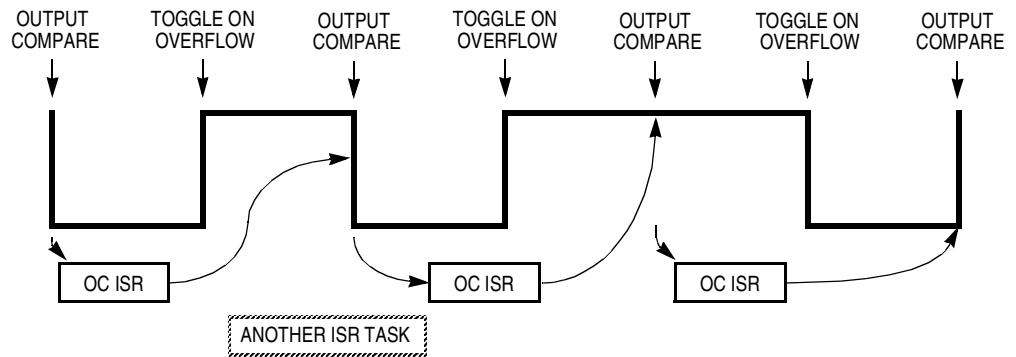 OUTPUT
COMPARE
TOGGLE ON
OVERFLOW
OUTPUT
COMPARE
TOGGLE ON
OVERFLOW
OUTPUT
COMPARE
TOGGLE ON
OVERFLOW
OUTPUT
COMPARE
OC ISR
OC ISR
OC ISR
ANOTHER ISR TASK